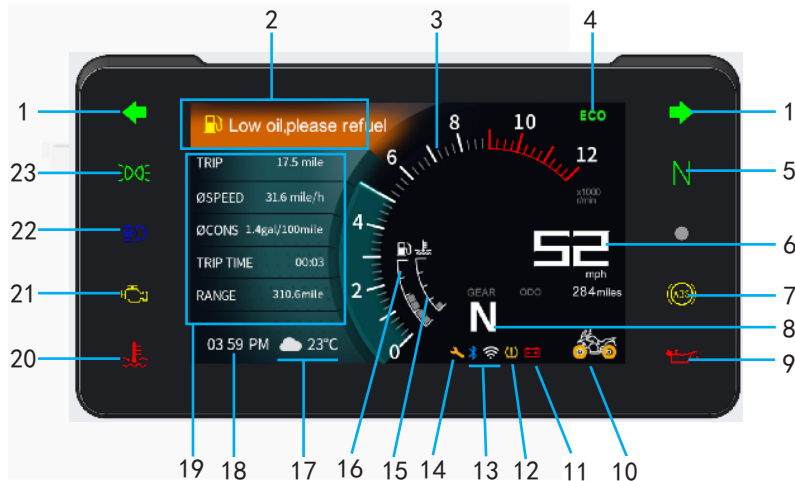 2 3 4
1 Low oil,please refuel 8 10 ECO 1
TRIP 17.5 mile 6 12
23 N 5
ØSPEED 31.6 mile/h x1000
r/min
22 ØCONS 1.4gal/100mile 4 52 6
mph
TRIP TIME 00:03
21 RANGE 310.6mile 2 GEAR ODO 284miles 7
N 8
20 03 59 PM 23°C 0 ABS 9
19 18 17 16 15 14 13 12 11 10